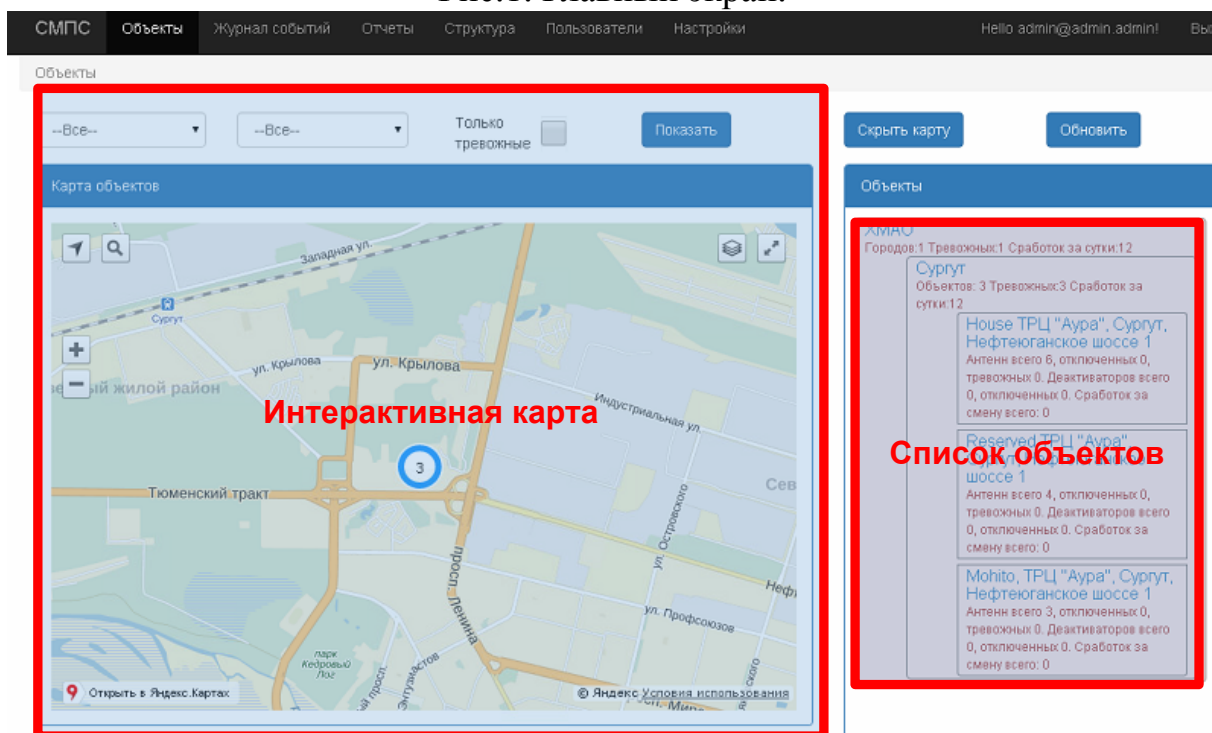 СМПС Объекты Журнал событий Отчеты Структура Пользователи Настройки Hello admin@admin.admin!
Объекты
--Все-- --Все-- Только тревожные Показать Скрыть карту Обновить
Карта объектов
Западная ул.
Сургут
ул. Крылова
ул. Крылова
жилой район
Индустриальная ул.
Интерактивная карта
3
Тюменский тракт
Сев
ул. Островского
просп. Ленина
Нефт
ул. Профсоюзов
парк
Кедровый
Лог
Открыть в Яндекс.Картах
© Яндекс Условия использования
Объекты
ХМАО
Городов:1 Тревожных:1 Сработок за сутки:12
Сургут
Объектов: 3 Тревожных:3 Сработок за
сутки:12
House ТРЦ "Аура", Сургут,
Нефтеюганское шоссе 1
Антенн всего 6, отключенных 0,
тревожных 0. Деактиваторов всего
0, отключенных 0. Сработок за
смену всего: 0
Reserved ТРЦ "Аура"
Список объектов
шоссе 1
Антенн всего 4, отключенных 0,
тревожных 0. Деактиваторов всего
0, отключенных 0. Сработок за
смену всего: 0
Mohito, ТРЦ "Аура", Сургут,
Нефтеюганское шоссе 1
Антенн всего 3, отключенных 0,
тревожных 0. Деактиваторов всего
0, отключенных 0. Сработок за
смену всего: 0